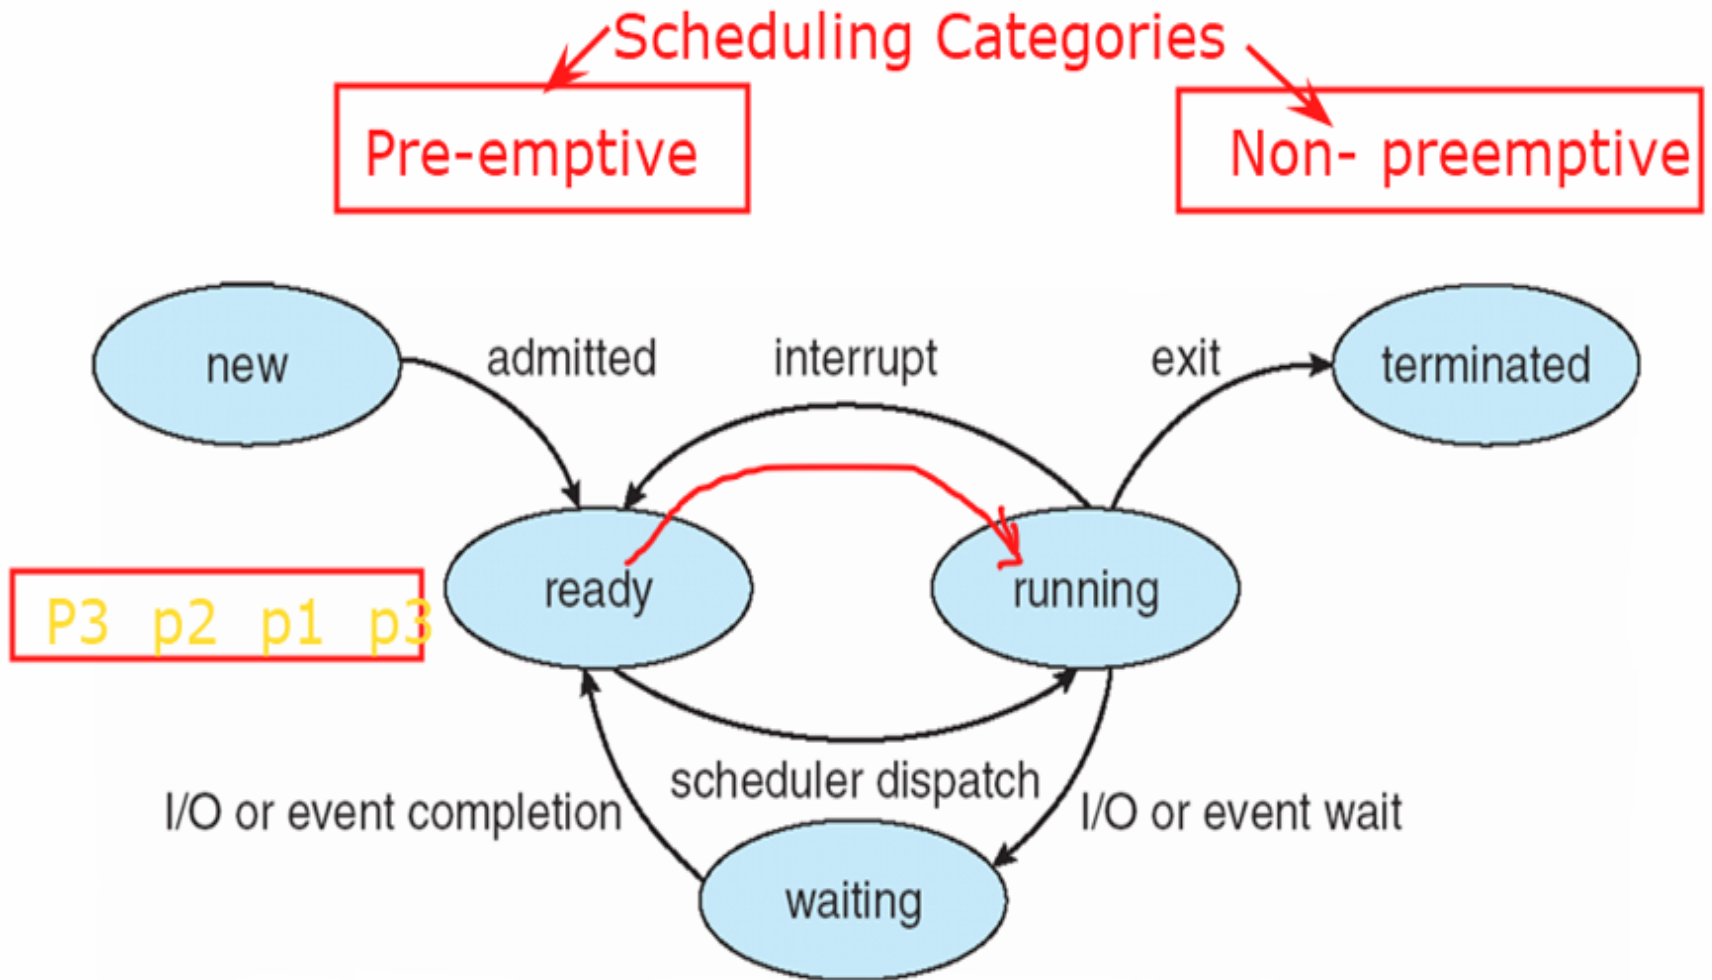 Scheduling Categories
Pre-emptive
Non- preemptive
new
admitted
interrupt
exit
terminated
ready
running
P3 p2 p1 p3
scheduler dispatch
I/O or event completion
I/O or event wait
waiting